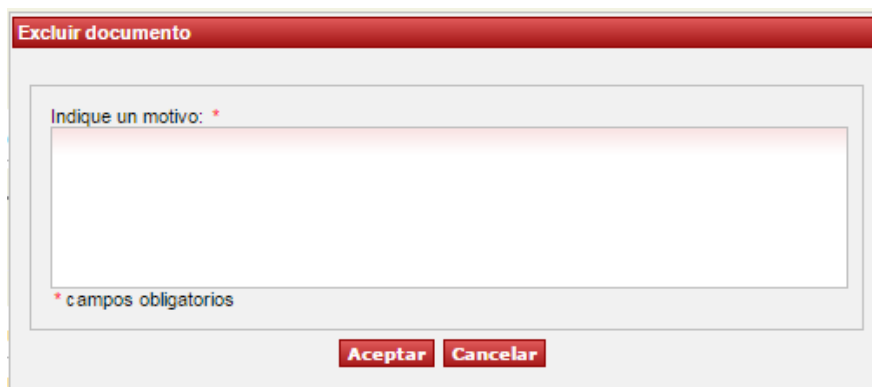 Excluir documento
Indique un motivo: *
* campos obligatorios
Aceptar Cancelar